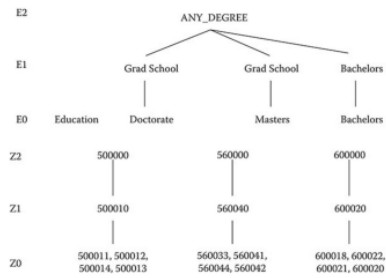 E2 ANY_DEGREE
E1 Grad School Grad School Bachelors
E0 Education Doctorate Masters Bachelors
Z2 500000 560000 600000
Z1 500010 560040 600020
Z0 500011, 500012, 560033, 560041, 600018, 600022,
500014, 500013 560044, 560042 600021, 600020